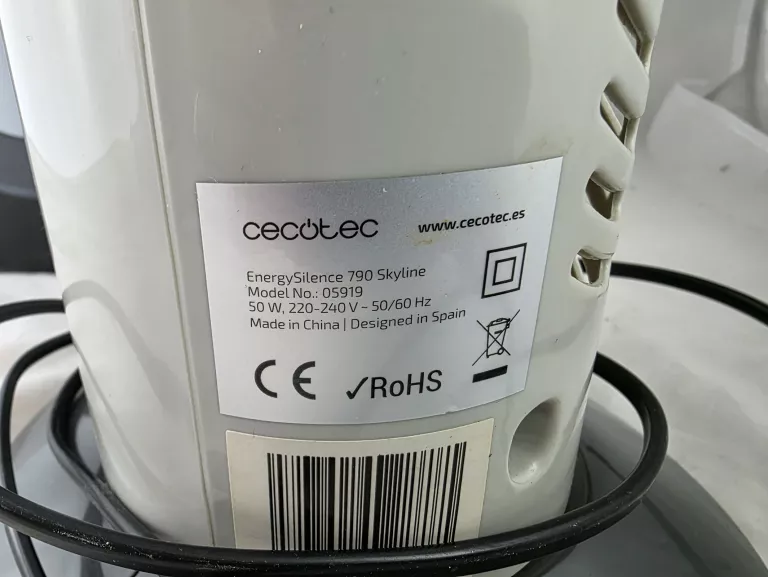 cecotec
www.cecotec.es
EnergySilence 790 Skyline
Model No.: 05919
50 W, 220-240 V ~ 50/60 Hz
Made in China | Designed in Spain
CE
✓RoHS